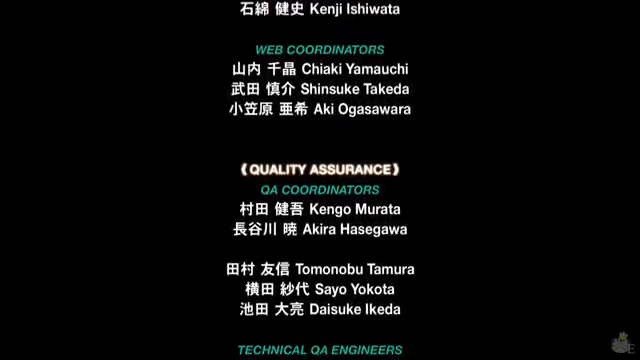 石綿 健史 Kenji Ishiwata
WEB COORDINATORS
山内 千晶 Chiaki Yamauchi
武田 慎介 Shinsuke Takeda
小笠原 亜希 Aki Ogasawara
《QUALITY ASSURANCE》
QA COORDINATORS
村田 健吾 Kengo Murata
長谷川 暁 Akira Hasegawa
田村 友信 Tomonobu Tamura
横田 紗代 Sayo Yokota
池田 大亮 Daisuke Ikeda
TECHNICAL QA ENGINEERS